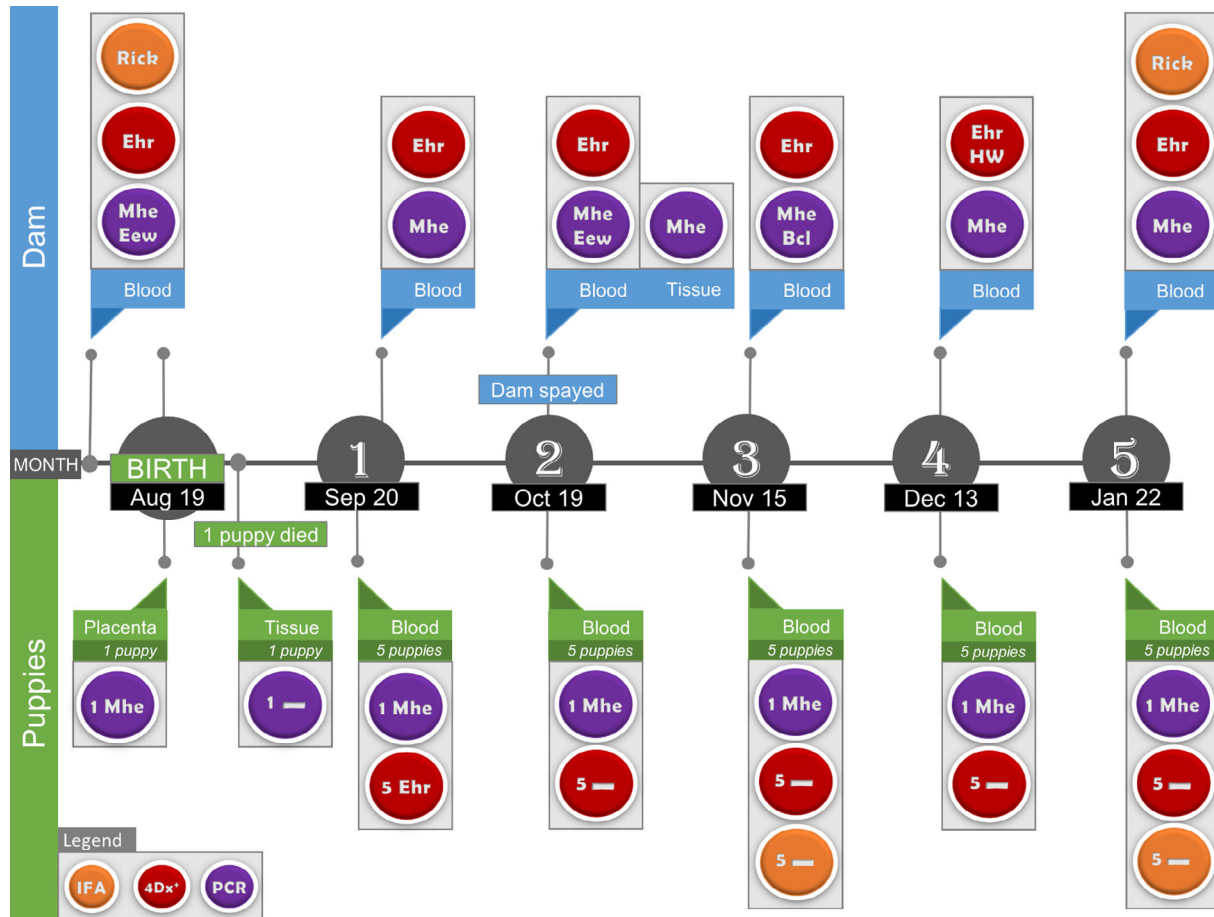 Dam
Rick
Ehr
Mhe
Eew
Blood
Ehr
Mhe
Blood
Ehr
Mhe
Eew
Mhe
Blood
Tissue
Ehr
Mhe
Bcl
Blood
Ehr
HW
Mhe
Blood
Rick
Ehr
Mhe
Blood
Dam spayed
MONTH
BIRTH
Aug 19
1
Sep 20
2
Oct 19
3
Nov 15
4
Dec 13
5
Jan 22
1 puppy died
Puppies
Placenta
1 puppy
1 Mhe
Tissue
1 puppy
1 –
Blood
5 puppies
1 Mhe
5 Ehr
Blood
5 puppies
1 Mhe
5 –
Blood
5 puppies
1 Mhe
5 –
5 –
Blood
5 puppies
1 Mhe
5 –
Blood
5 puppies
1 Mhe
5 –
5 –
Legend
IFA
4Dx+
PCR